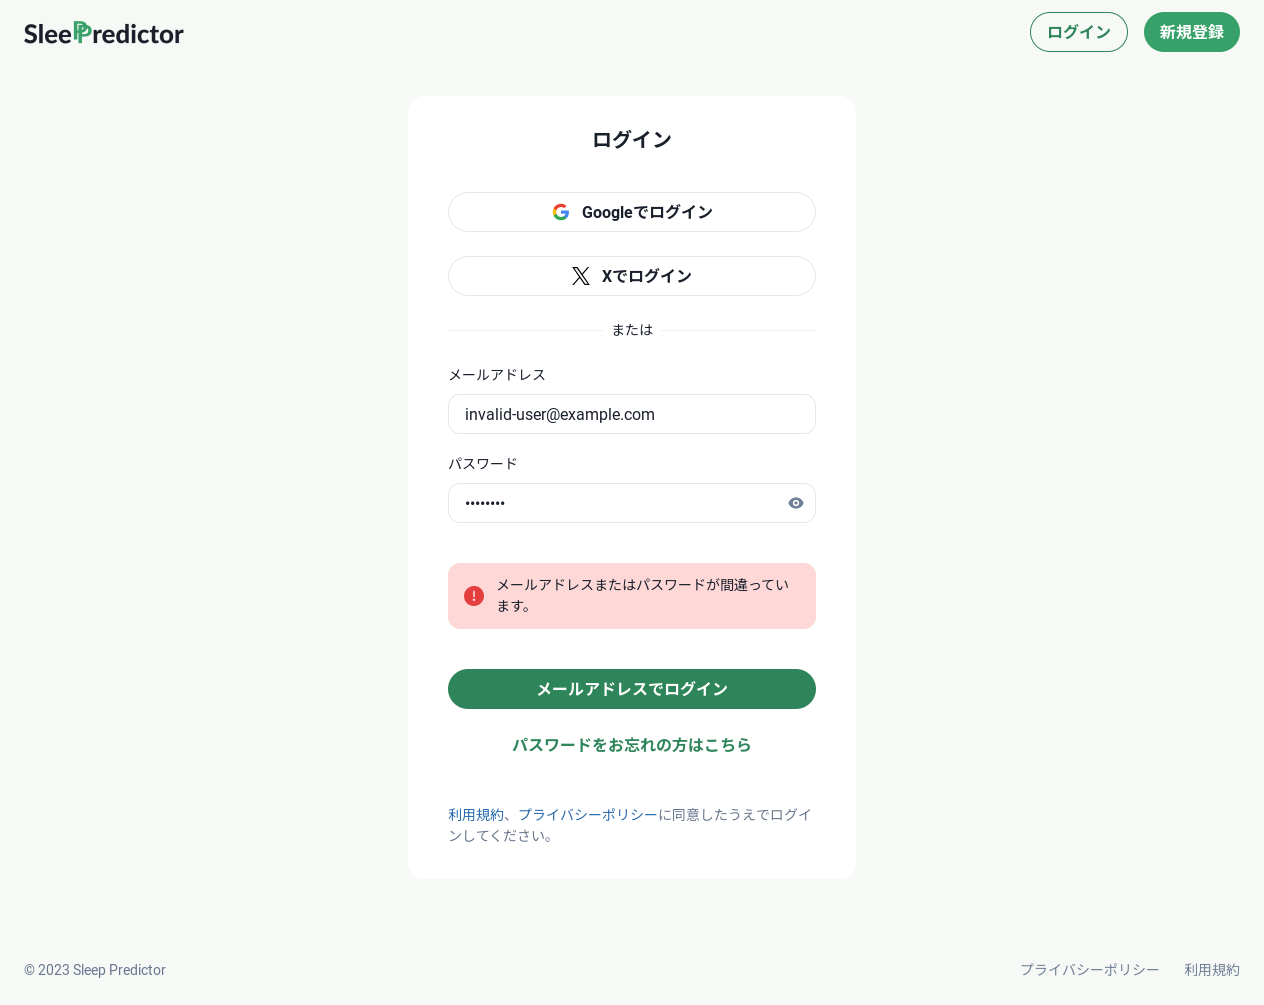 SleePredictor
ログイン
新規登録
ログイン
Googleでログイン
Xでログイン
または
メールアドレス
invalid-user@example.com
パスワード
••••••••
メールアドレスまたはパスワードが間違ってい
ます。
メールアドレスでログイン
パスワードをお忘れの方はこちら
利用規約、プライバシーポリシーに同意したうえでログイ
ンしてください。
© 2023 Sleep Predictor
プライバシーポリシー
利用規約